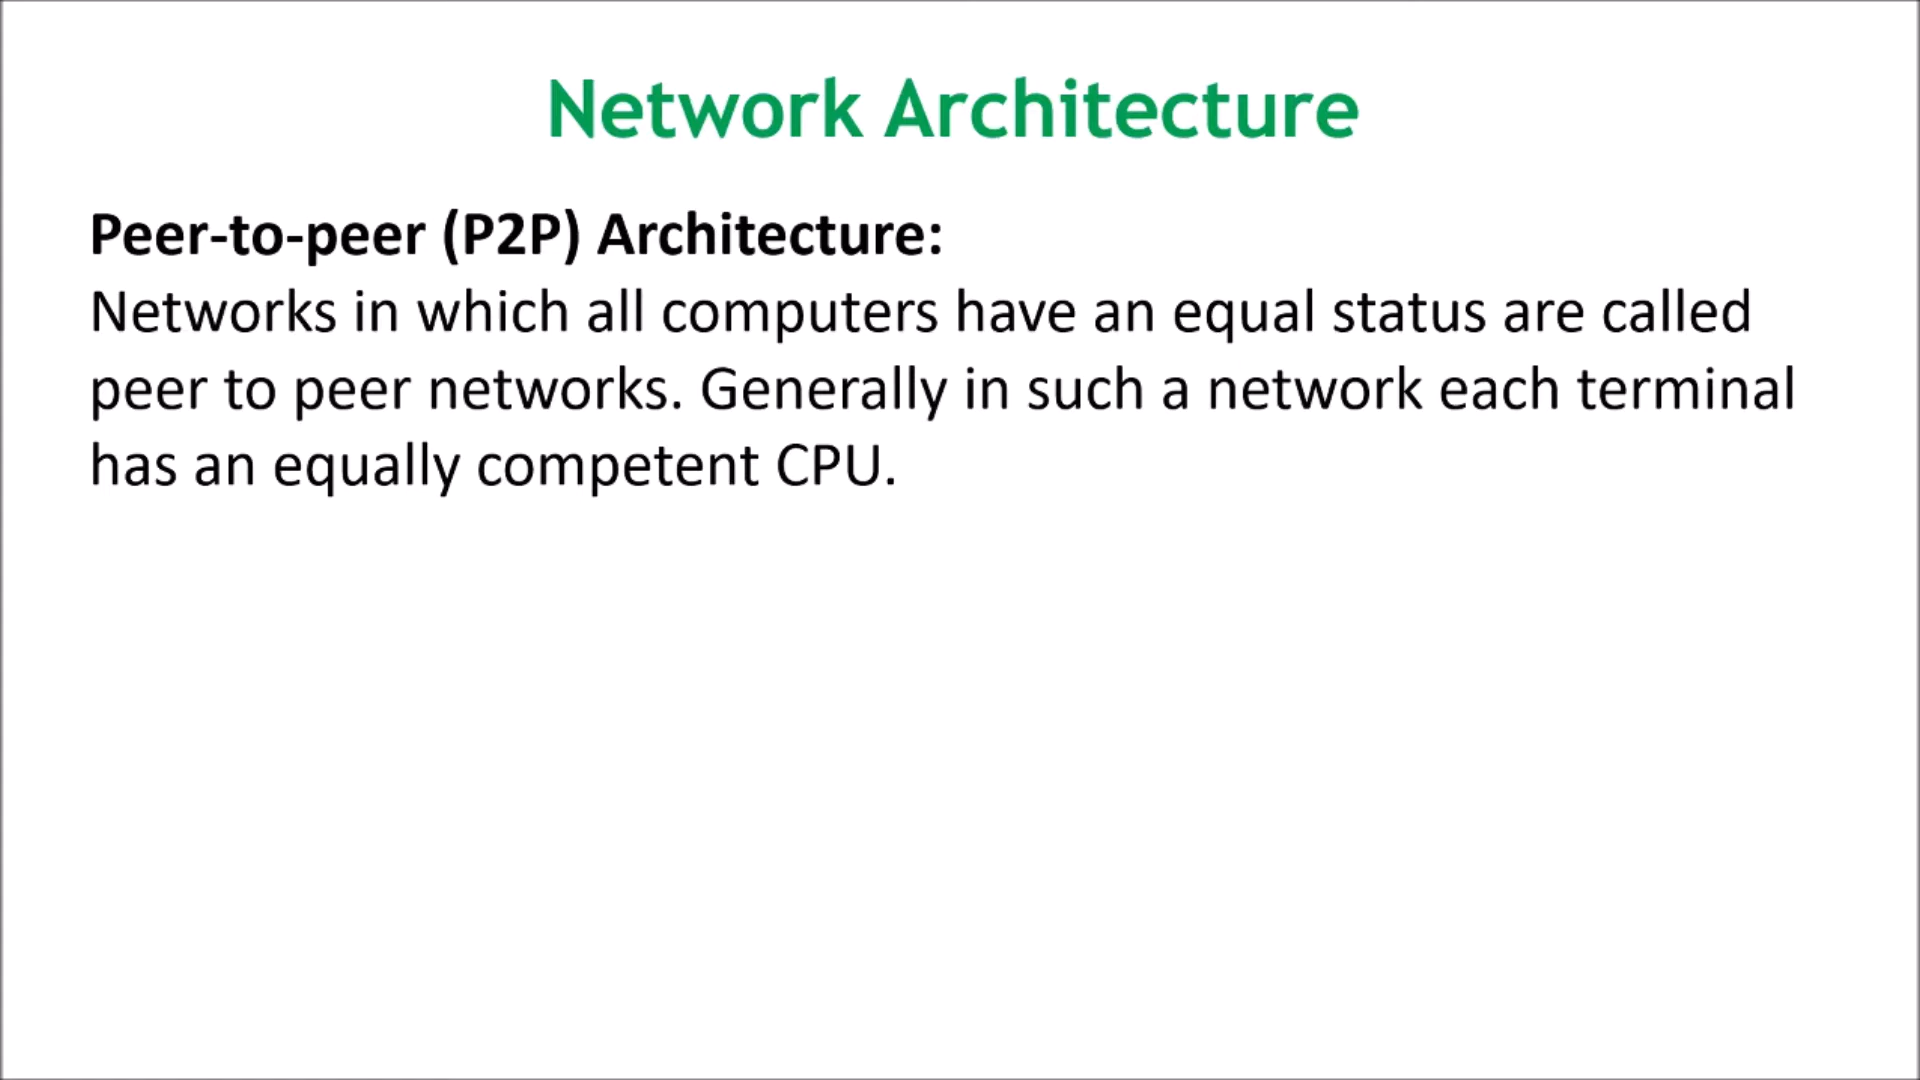 Network Architecture
Peer-to-peer (P2P) Architecture:
Networks in which all computers have an equal status are called
peer to peer networks. Generally in such a network each terminal
has an equally competent CPU.